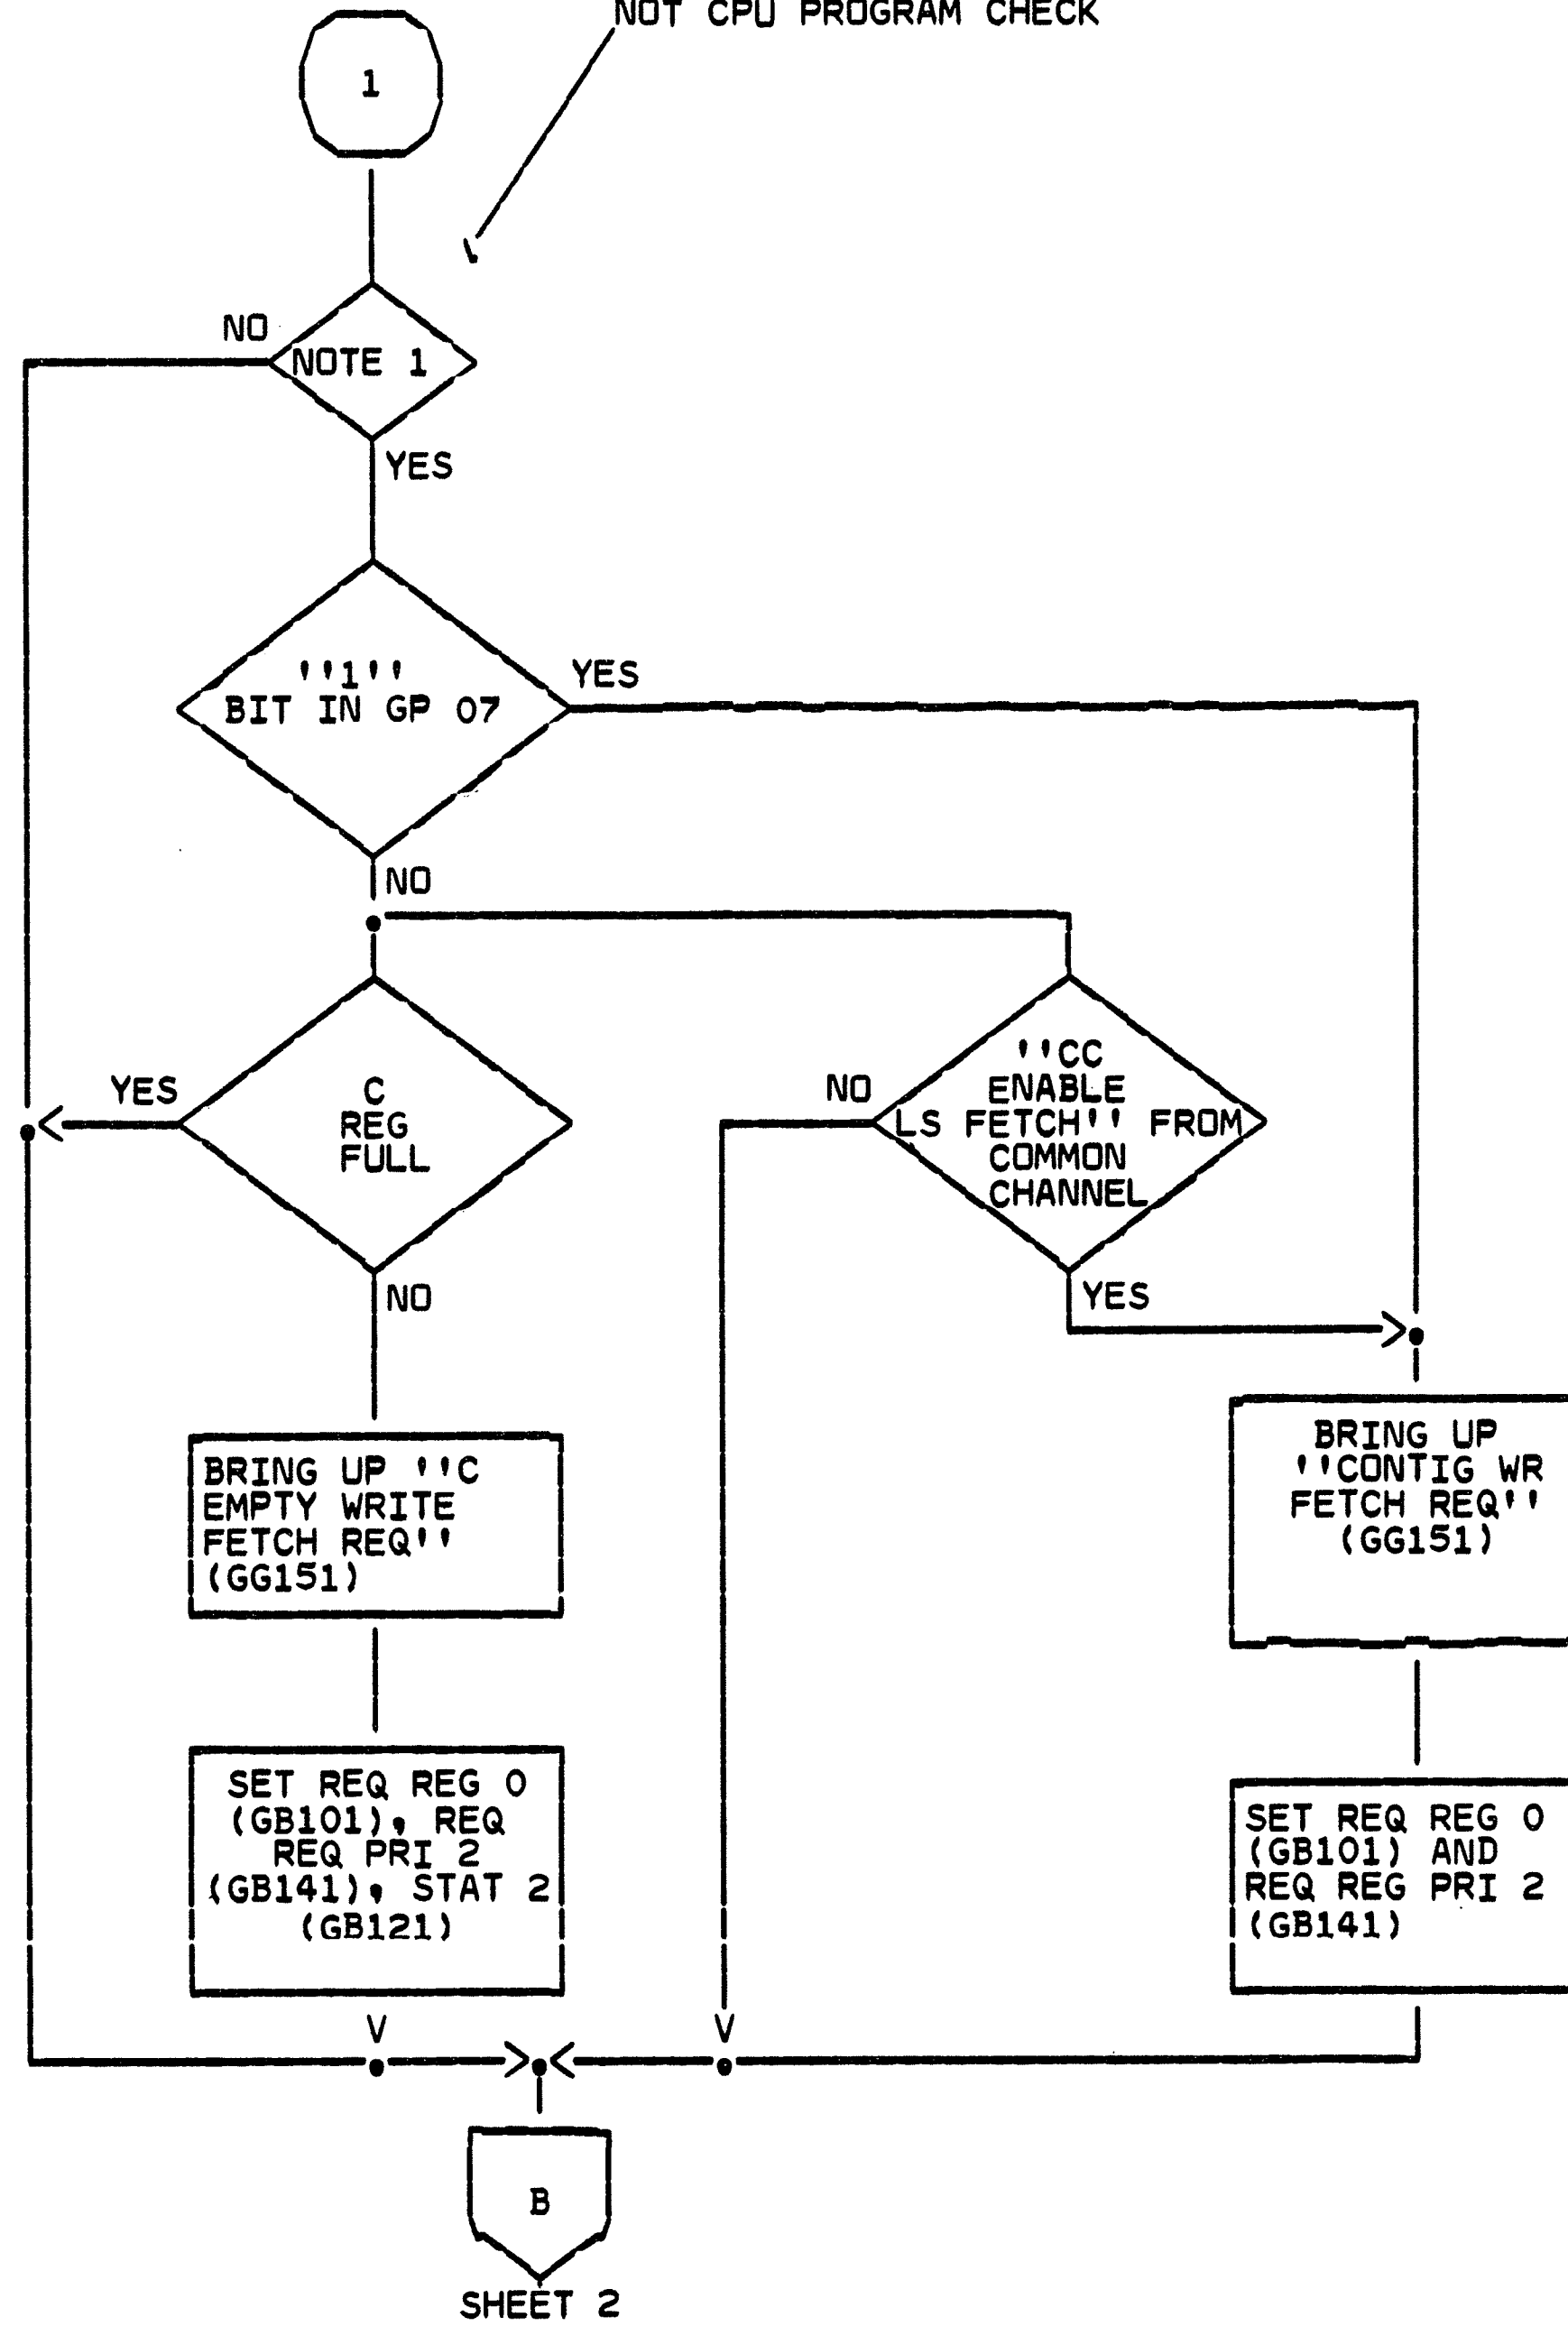 NOT CPU PROGRAM CHECK
1
NO
NOTE 1
YES
''1''
BIT IN GP 07
YES
NO
C
REG
FULL
YES
NO
''CC
ENABLE
LS FETCH'' FROM
COMMON
CHANNEL
NO
YES
BRING UP ''C
EMPTY WRITE
FETCH REQ''
(GG151)
BRING UP
''CONTIG WR
FETCH REQ''
(GG151)
SET REQ REG 0
(GB101), REQ
REQ PRI 2
(GB141), STAT 2
(GB121)
SET REQ REG 0
(GB101) AND
REQ REG PRI 2
(GB141)
V
V
B
SHEET 2